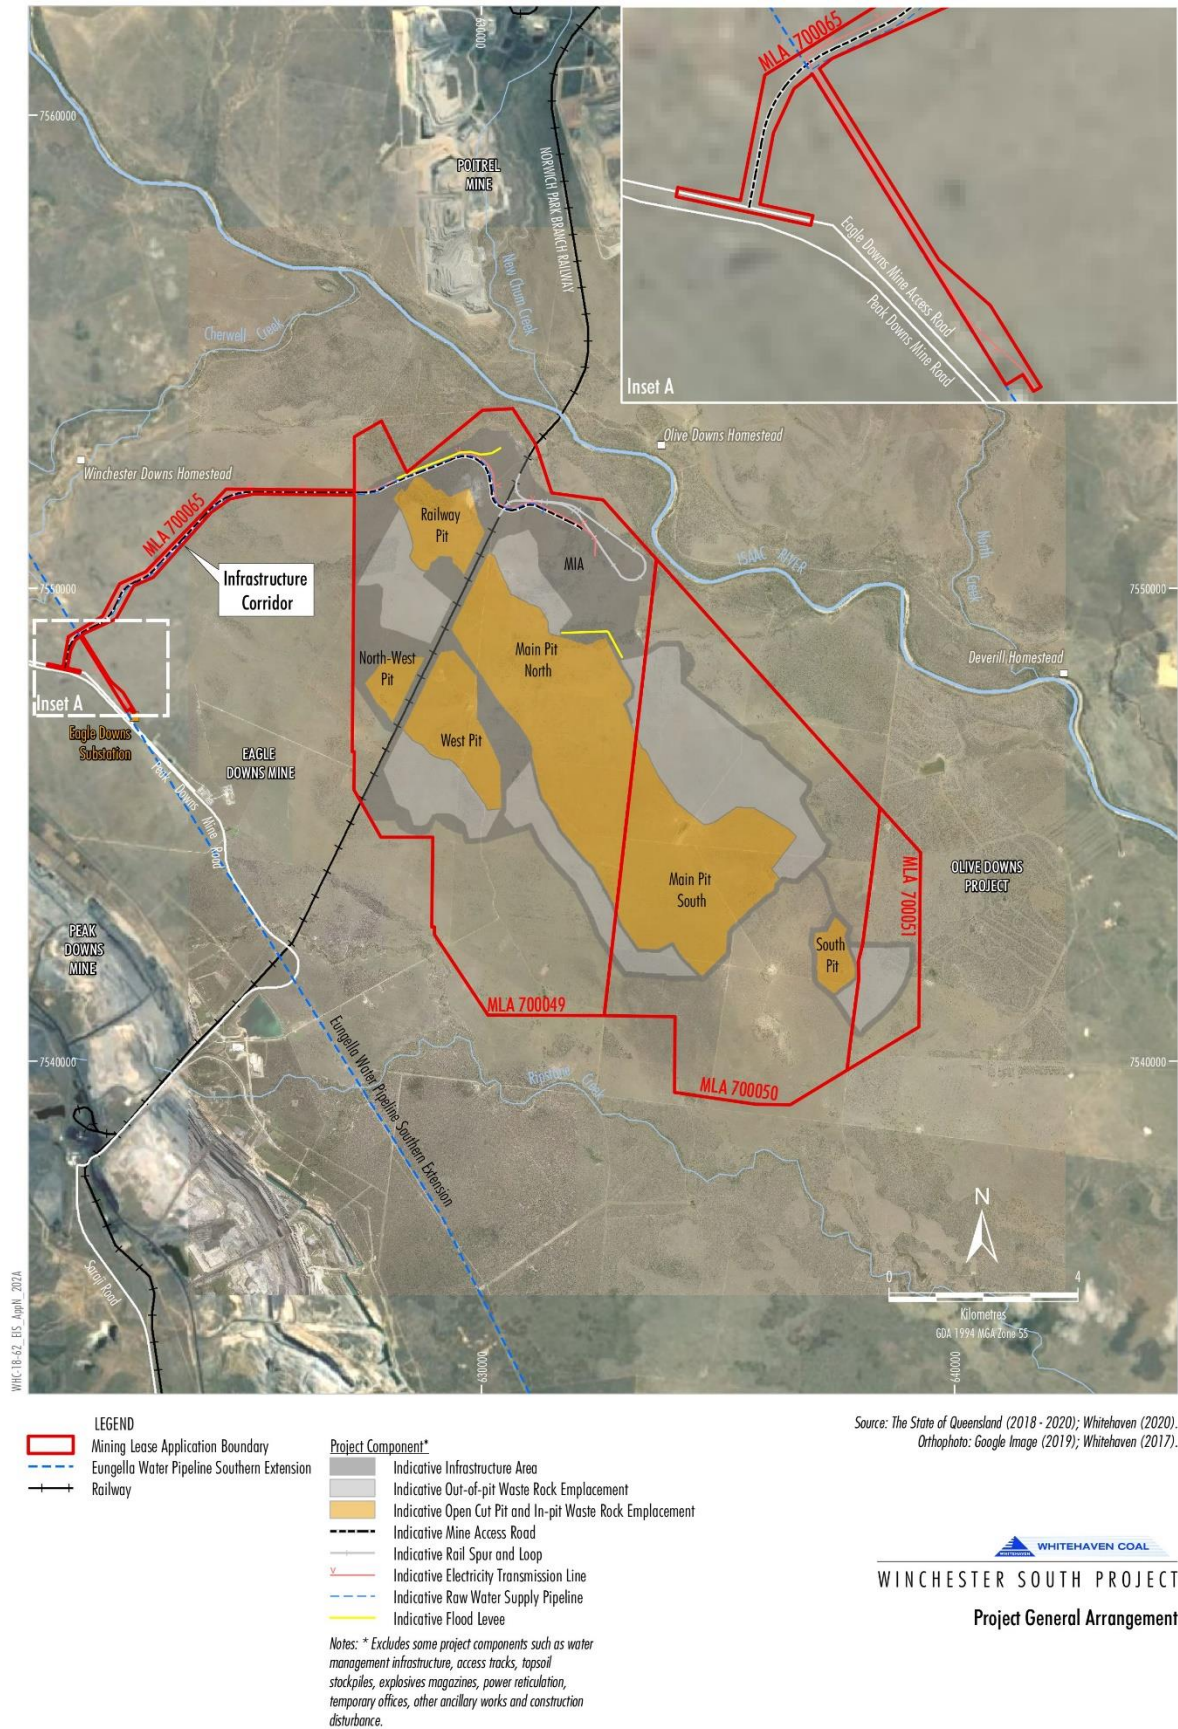 630000
7560000
POITREL
MINE
NORWICH PARK BRANCH RAILWAY
New Chum Creek
Cherwell Creek
MLA 700065
Eagle Downs Mine Access Road
Peak Downs Mine Road
Inset A
Winchester Downs Homestead
Olive Downs Homestead
MLA 700065
Infrastructure
Corridor
Railway
Pit
MIA
ISAAC RIVER
North
Creek
7550000
7550000
North-West
Pit
Main Pit
North
Deverill Homestead
Inset A
Eagle Downs
Substation
West Pit
EAGLE
DOWNS MINE
Peak Downs Mine Road
Main Pit
South
MLA 700051
OLIVE DOWNS
PROJECT
PEAK
DOWNS
MINE
South
Pit
MLA 700049
Eungella Water Pipeline Southern Extension
7540000
7540000
Ripstone Creek
MLA 700050
N
Saraji Road
0 4
Kilometres
GDA 1994 MGA Zone 55
630000
640000
WHC-18-62_EIS_AppN_202A
LEGEND
Mining Lease Application Boundary
Eungella Water Pipeline Southern Extension
Railway
Project Component*
Indicative Infrastructure Area
Indicative Out-of-pit Waste Rock Emplacement
Indicative Open Cut Pit and In-pit Waste Rock Emplacement
Indicative Mine Access Road
Indicative Rail Spur and Loop
Indicative Electricity Transmission Line
Indicative Raw Water Supply Pipeline
Indicative Flood Levee
Notes: * Excludes some project components such as water
management infrastructure, access tracks, topsoil
stockpiles, explosives magazines, power reticulation,
temporary offices, other ancillary works and construction
disturbance.
Source: The State of Queensland (2018 - 2020); Whitehaven (2020).
Orthophoto: Google Image (2019); Whitehaven (2017).
WHITEHAVEN
WHITEHAVEN COAL
WINCHESTER SOUTH PROJECT
Project General Arrangement